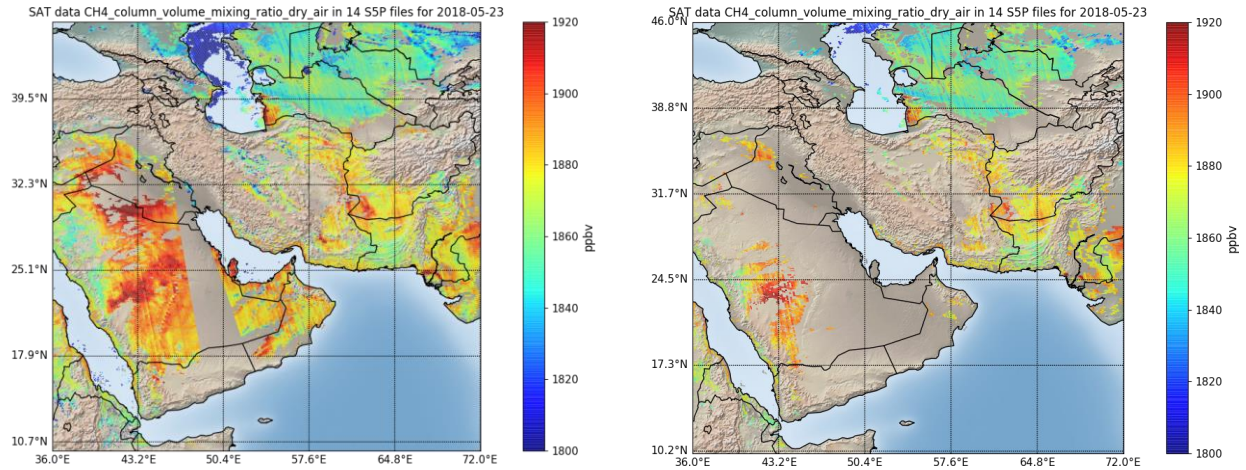 SAT data CH4_column_volume_mixing_ratio_dry_air in 14 S5P files for 2018-05-23
39.5°N
32.3°N
25.1°N
17.9°N
10.7°N
36.0°E 43.2°E 50.4°E 57.6°E 64.8°E 72.0°E
1920
1900
1880
1860
1840
1820
1800
ppbv
SAT data CH4_column_volume_mixing_ratio_dry_air in 14 S5P files for 2018-05-23
46.0°N
38.8°N
31.7°N
24.5°N
17.3°N
10.2°N
36.0°E 43.2°E 50.4°E 57.6°E 64.8°E 72.0°E
1920
1900
1880
1860
1840
1820
1800
ppbv